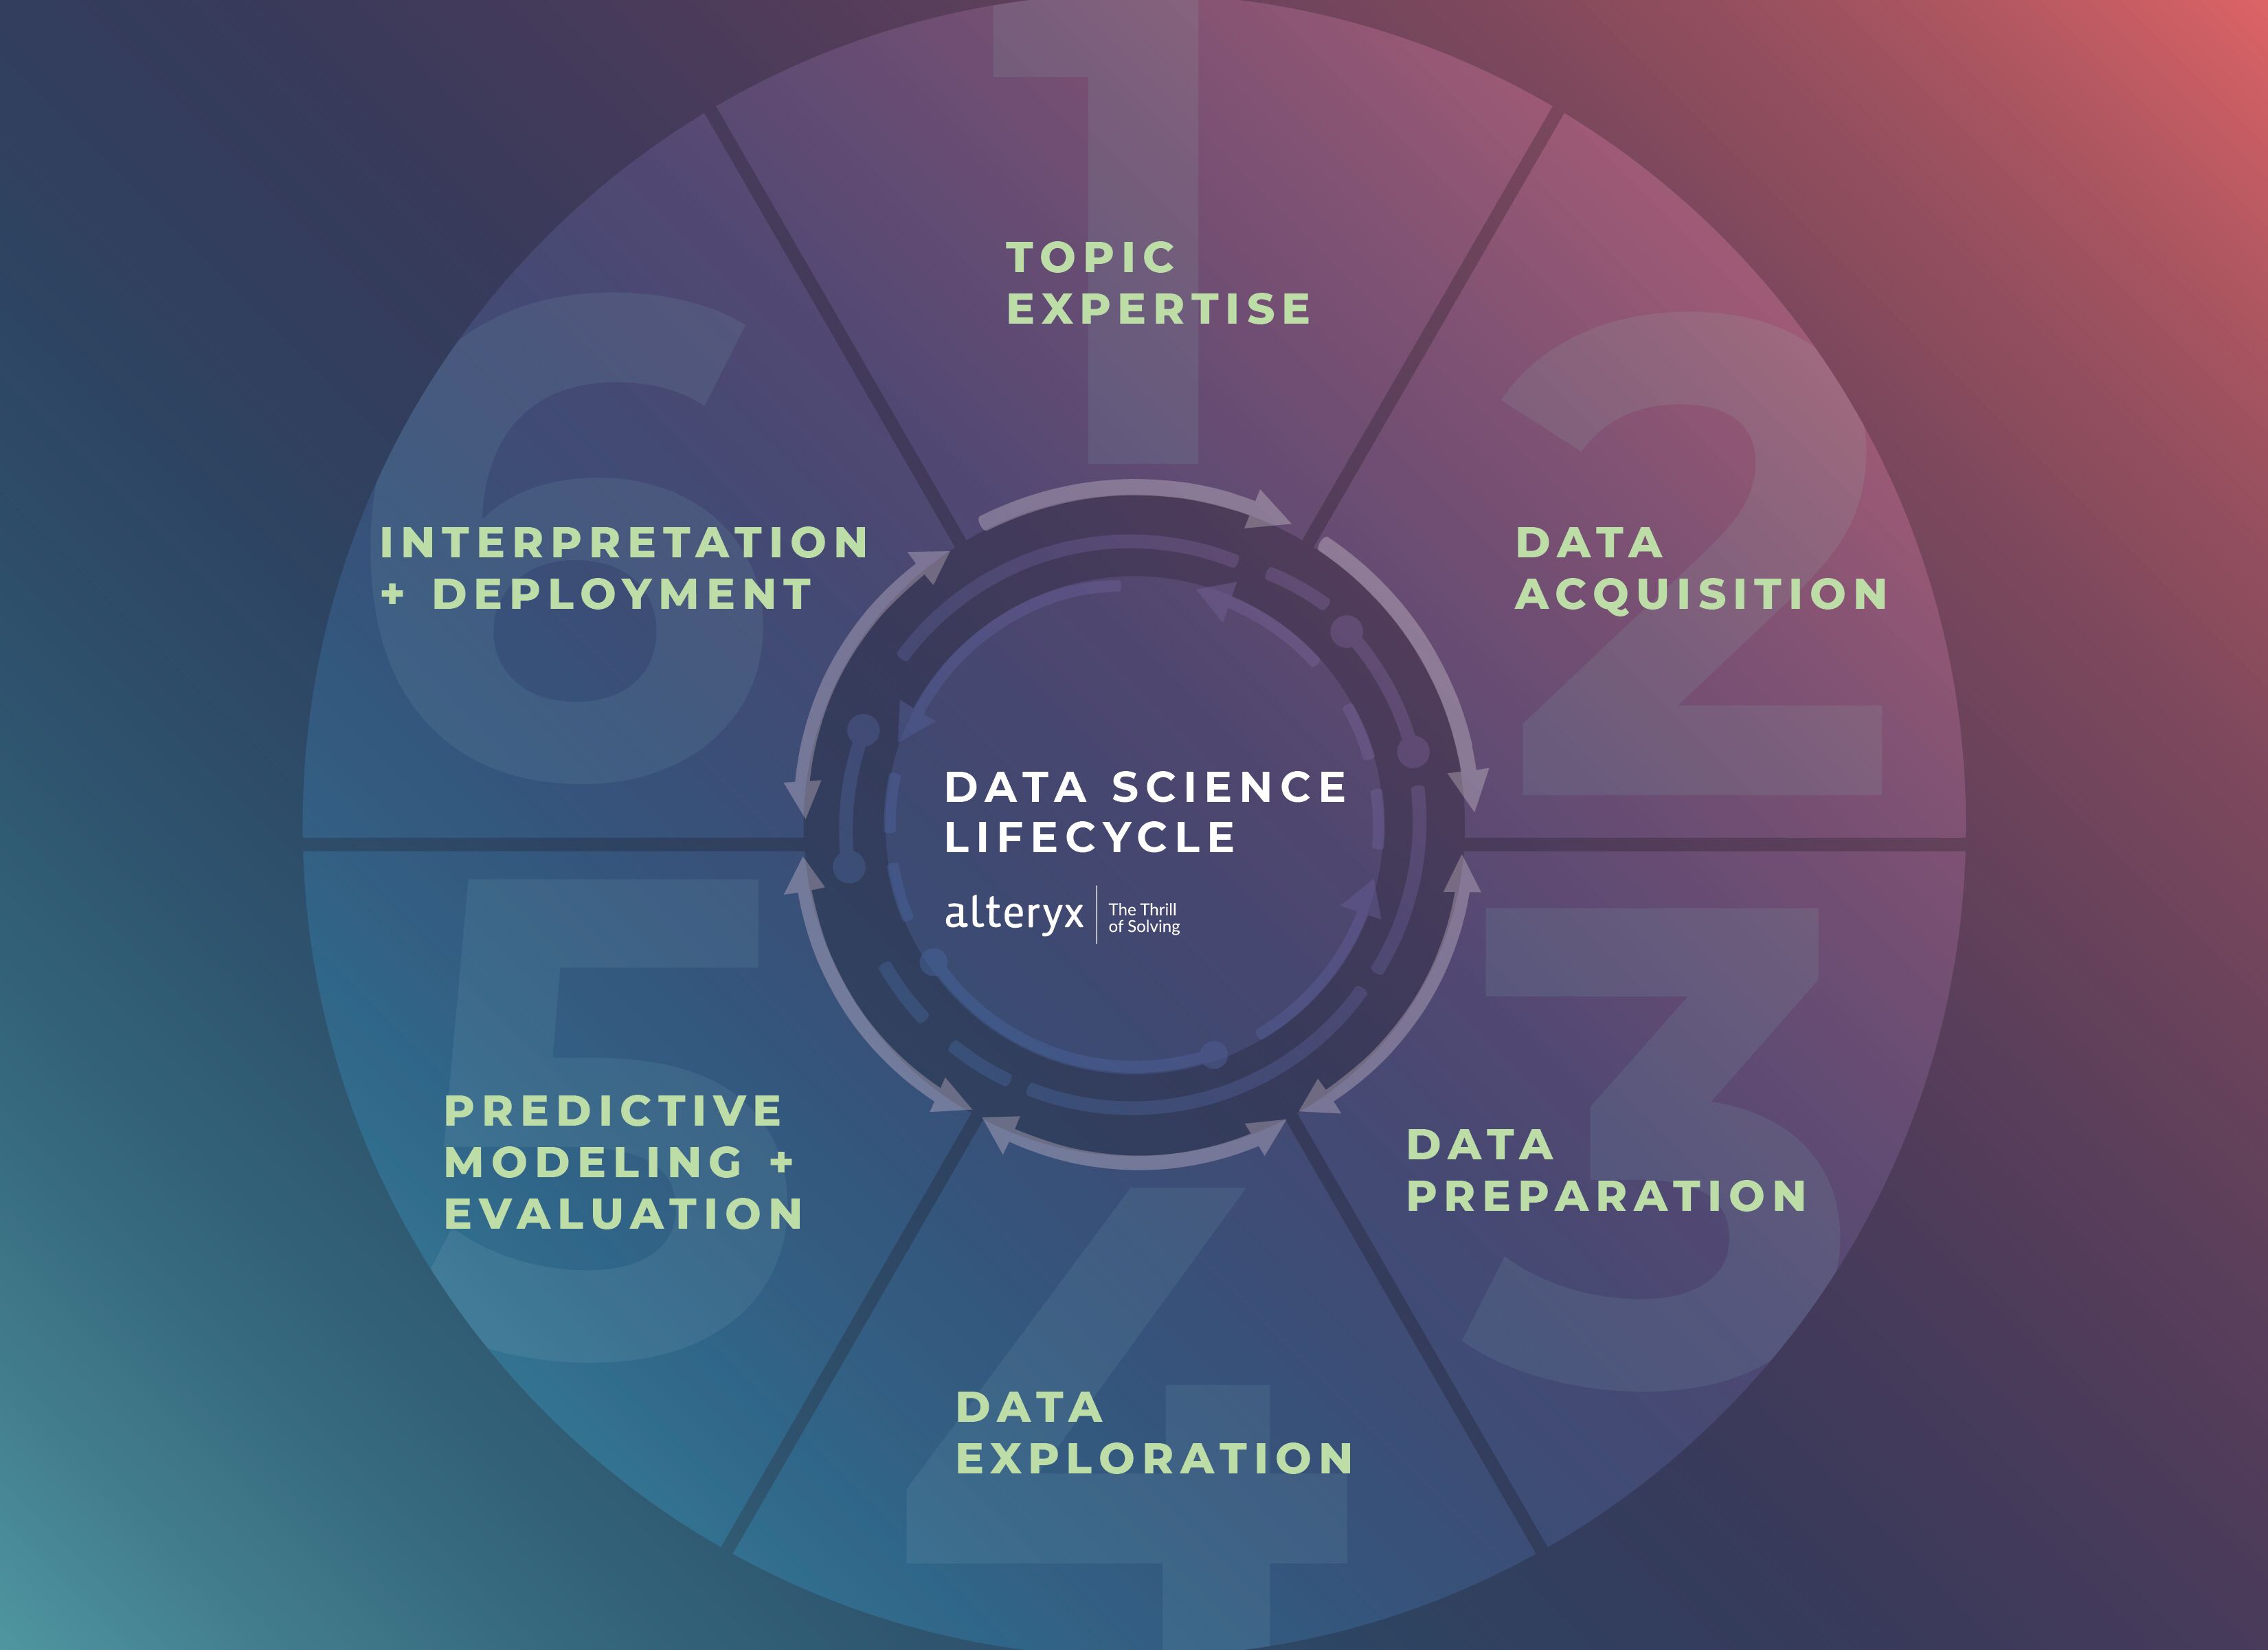 1
TOPIC
EXPERTISE
2
DATA
ACQUISITION
3
DATA
PREPARATION
4
DATA
EXPLORATION
5
PREDICTIVE
MODELING +
EVALUATION
6
INTERPRETATION
+ DEPLOYMENT
DATA SCIENCE
LIFECYCLE
alteryx
The Thrill
of Solving